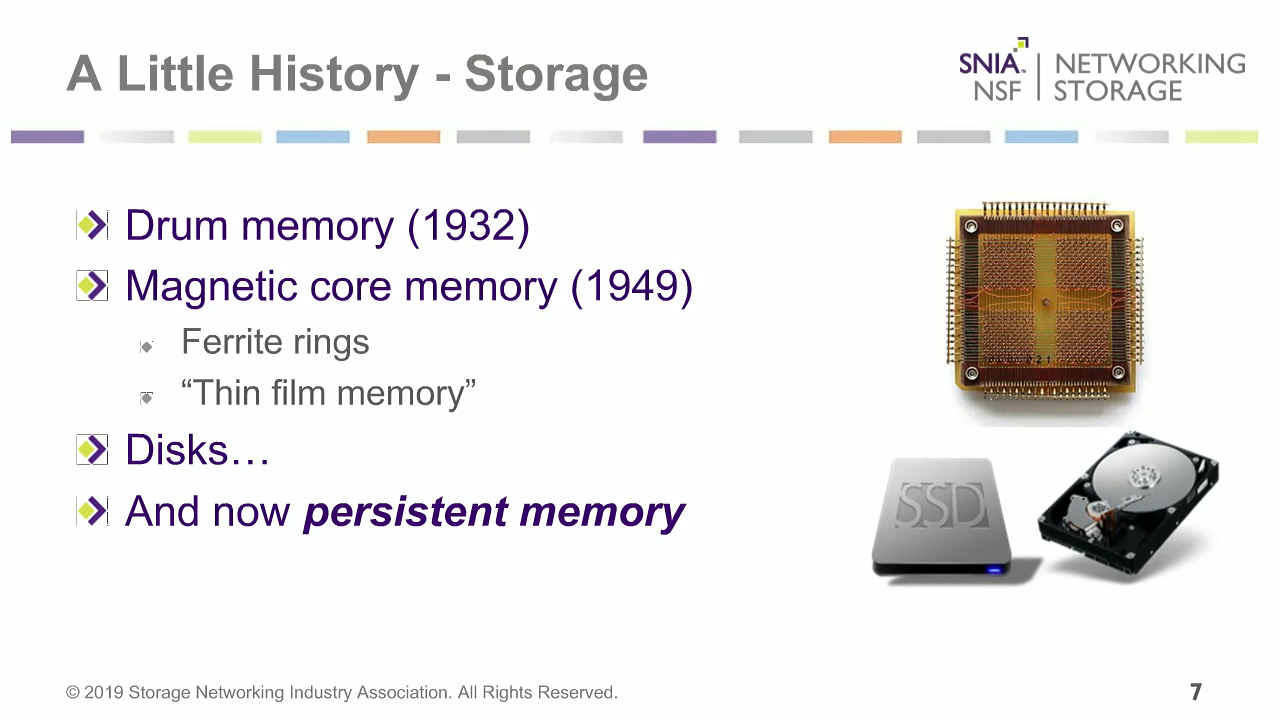 A Little History - Storage
SNIA™ | NETWORKING
NSF | STORAGE
Drum memory (1932)
Magnetic core memory (1949)
Ferrite rings
“Thin film memory”
Disks…
And now persistent memory
SSD
© 2019 Storage Networking Industry Association. All Rights Reserved.
7